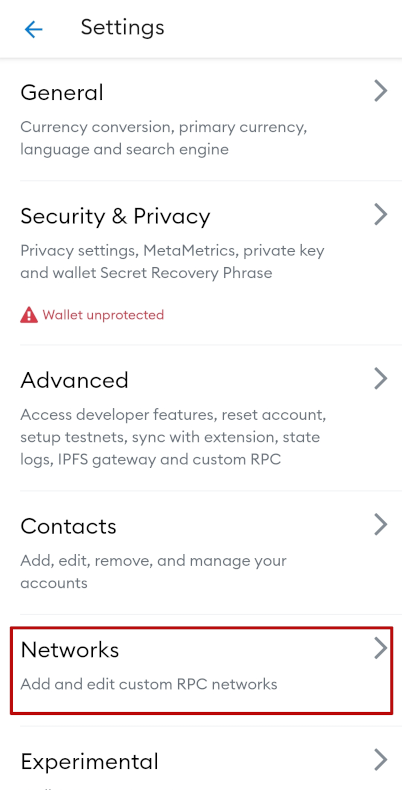 Settings
General
Currency conversion, primary currency,
language and search engine
Security & Privacy
Privacy settings, MetaMetrics, private key
and wallet Secret Recovery Phrase
Wallet unprotected
Advanced
Access developer features, reset account,
setup testnets, sync with extension, state
logs, IPFS gateway and custom RPC
Contacts
Add, edit, remove, and manage your
accounts
Networks
Add and edit custom RPC networks
Experimental